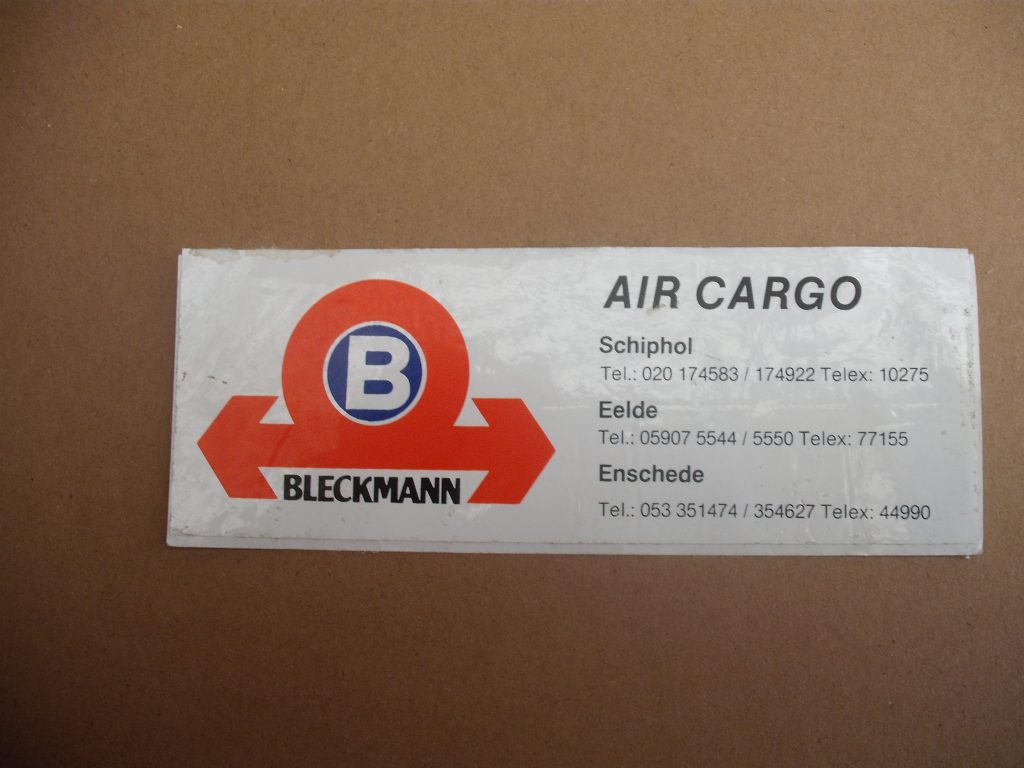 B
BLECKMANN
AIR CARGO
Schiphol
Tel.: 020 174583 / 174922 Telex: 10275
Eelde
Tel.: 05907 5544 / 5550 Telex: 77155
Enschede
Tel.: 053 351474 / 354627 Telex: 44990